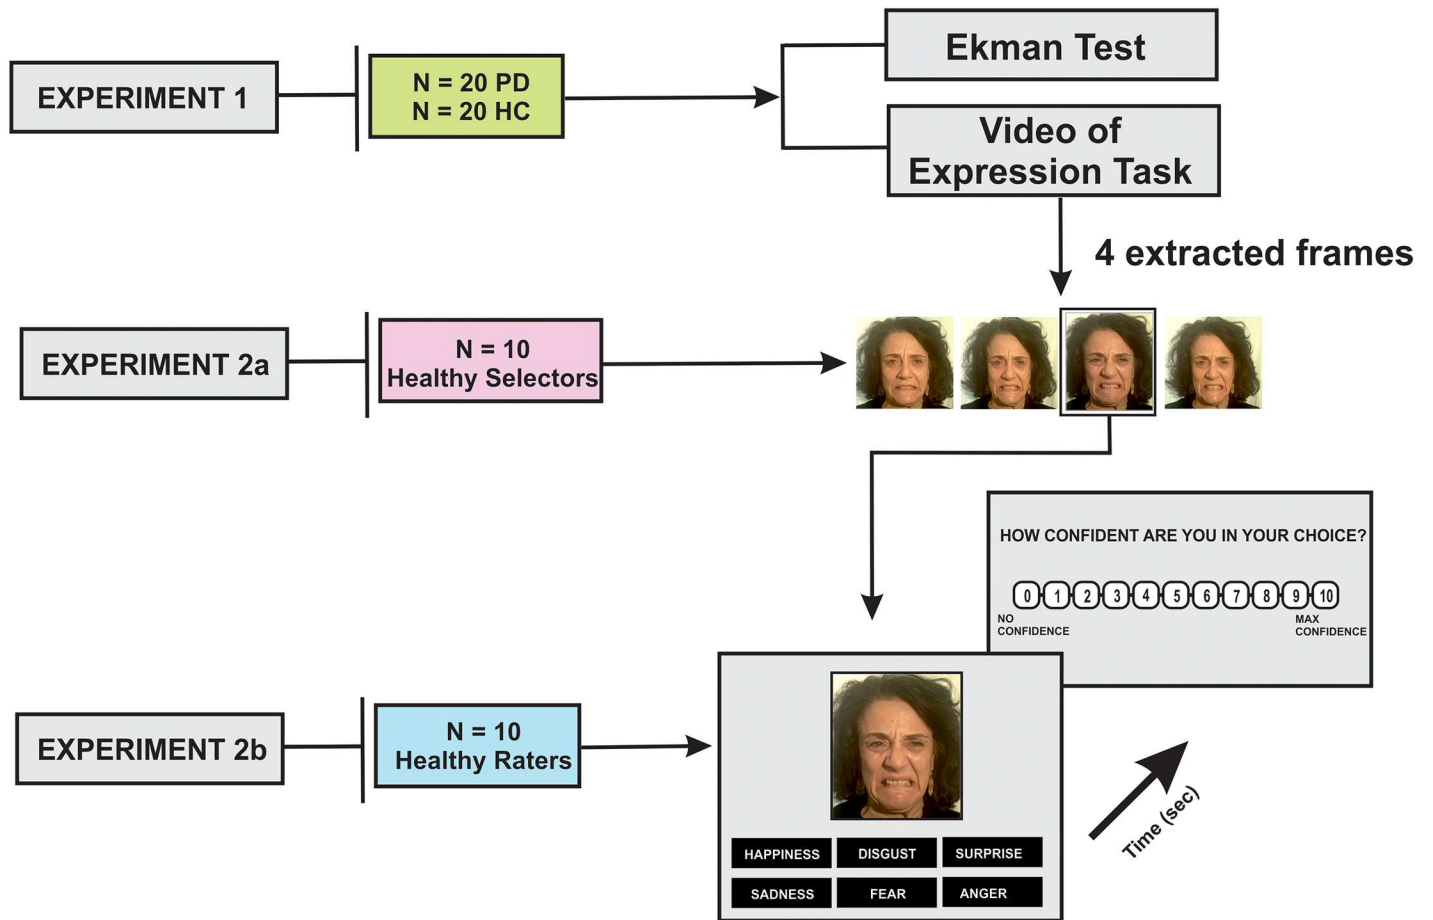 EXPERIMENT 1
N = 20 PD
N = 20 HC
Ekman Test
Video of
Expression Task
4 extracted frames
EXPERIMENT 2a
N = 10
Healthy Selectors
HOW CONFIDENT ARE YOU IN YOUR CHOICE?
0 1 2 3 4 5 6 7 8 9 10
NO
CONFIDENCE
MAX
CONFIDENCE
EXPERIMENT 2b
N = 10
Healthy Raters
HAPPINESS DISGUST SURPRISE
SADNESS FEAR ANGER
Time (sec)